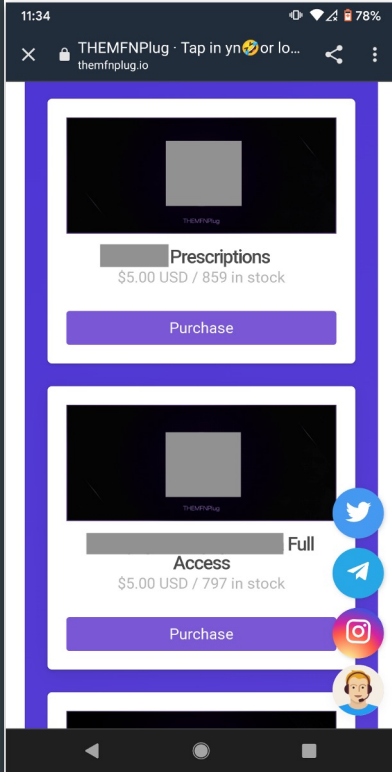 11:34
78%
THEMFNPlug · Tap in yn🤣or lo...
themfnplug.io
THEMFNPlug
Prescriptions
$5.00 USD / 859 in stock
Purchase
THEMFNPlug
Full
Access
$5.00 USD / 797 in stock
Purchase